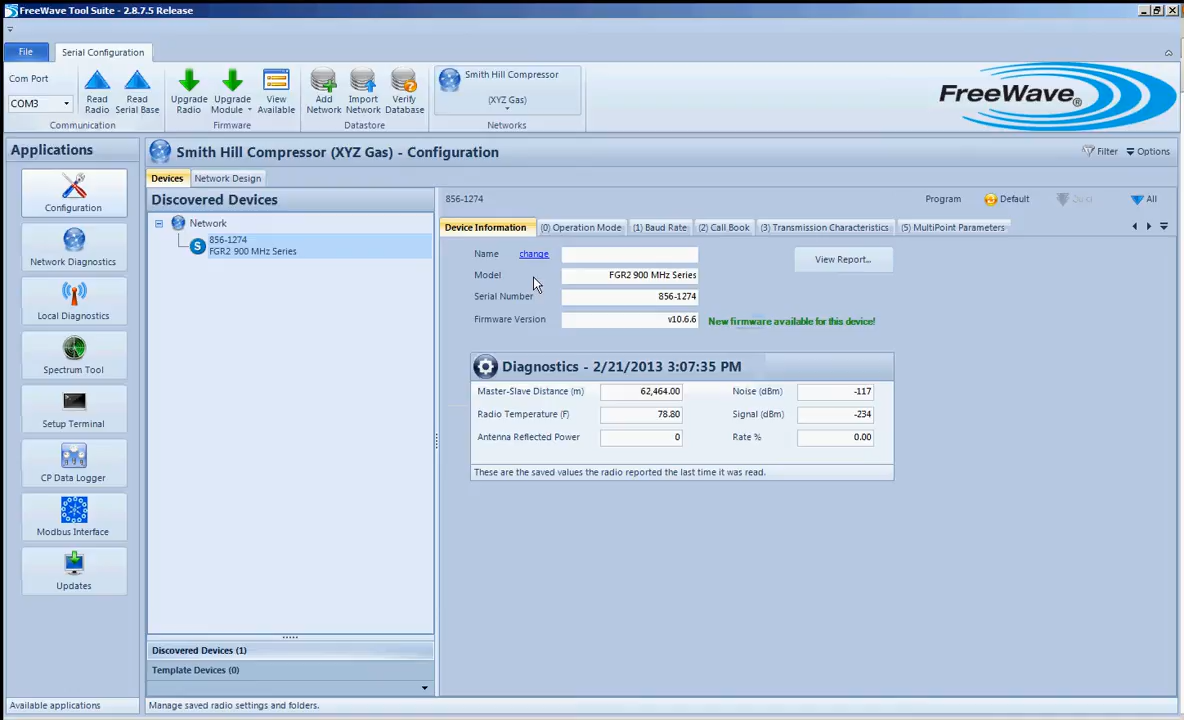 FreeWave Tool Suite - 2.8.7.5 Release
File
Serial Configuration
Com Port
COM3
Read Radio
Read Serial Base
Communication
Upgrade Radio
Upgrade Module
View Available
Firmware
Add Network
Import Network
Verify Database
Datastore
Smith Hill Compressor
(XYZ Gas)
Networks
FreeWave®
Applications
Configuration
Network Diagnostics
Local Diagnostics
Spectrum Tool
Setup Terminal
CP Data Logger
Modbus Interface
Updates
Available applications
Smith Hill Compressor (XYZ Gas) - Configuration
Filter
Options
Devices
Network Design
Discovered Devices
Network
856-1274
FGR2 900 MHz Series
Discovered Devices (1)
Template Devices (0)
Manage saved radio settings and folders.
856-1274
Program
Default
All
Device Information
(0) Operation Mode
(1) Baud Rate
(2) Call Book
(3) Transmission Characteristics
(5) MultiPoint Parameters
Name change
View Report...
Model FGR2 900 MHz Series
Serial Number 856-1274
Firmware Version v10.6.6 New firmware available for this device!
Diagnostics - 2/21/2013 3:07:35 PM
Master-Slave Distance (m) 62,464.00 Noise (dBm) -117
Radio Temperature (F) 78.80 Signal (dBm) -234
Antenna Reflected Power 0 Rate % 0.00
These are the saved values the radio reported the last time it was read.